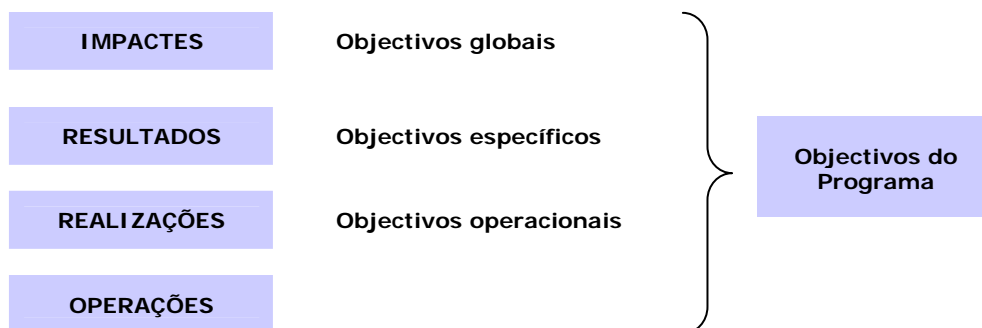 IMPACTES Objectivos globais
RESULTADOS Objectivos específicos
Objectivos do
Programa
REALIZAÇÕES Objectivos operacionais
OPERAÇÕES